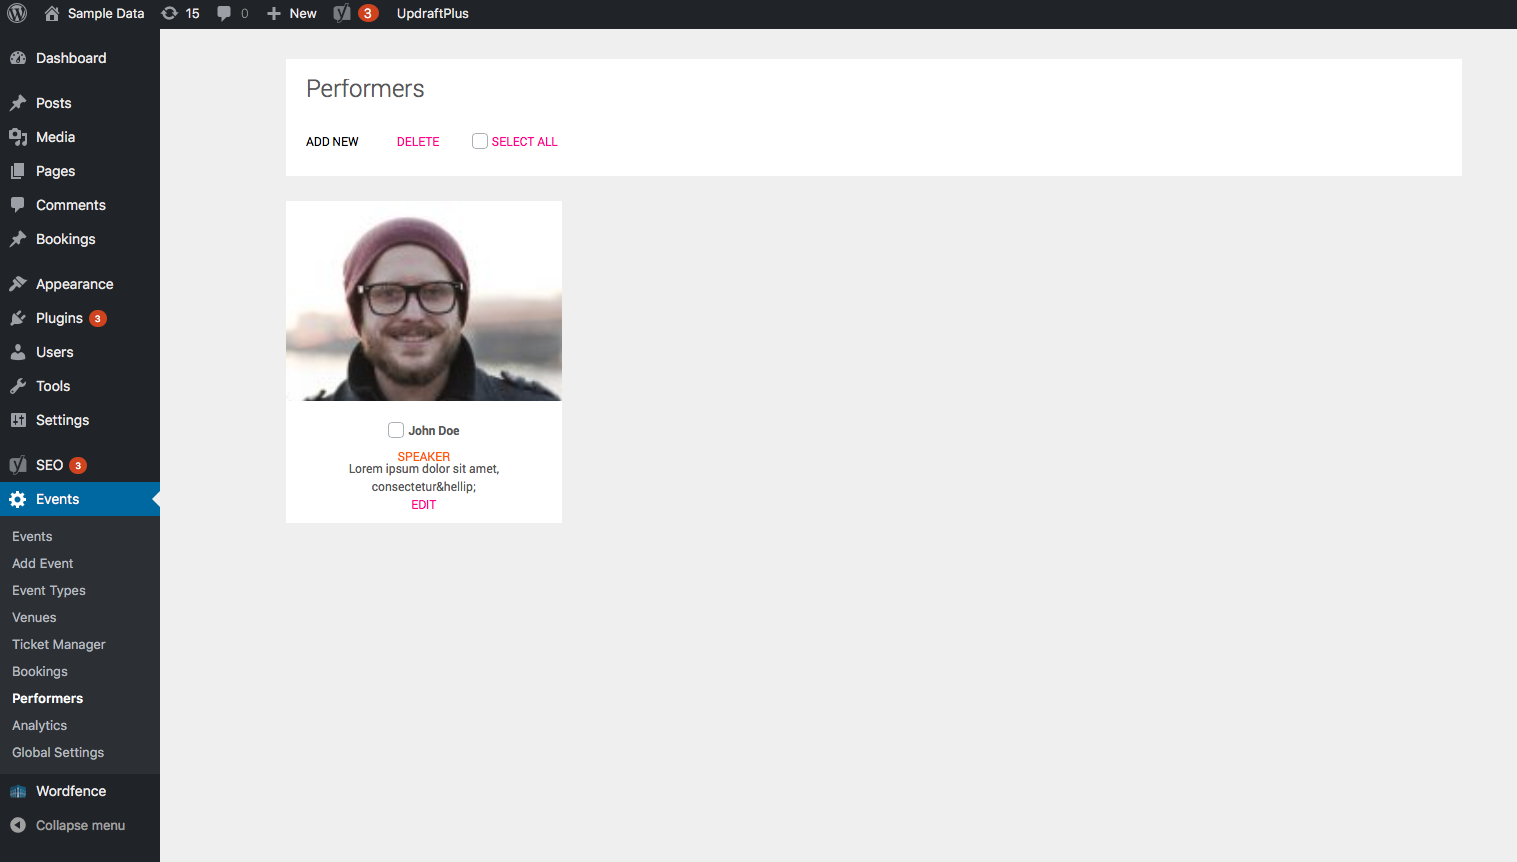 Sample Data 15 0 New 3 UpdraftPlus
Dashboard
Posts
Media
Pages
Comments
Bookings
Appearance
Plugins 3
Users
Tools
Settings
SEO 3
Events
Events
Add Event
Event Types
Venues
Ticket Manager
Bookings
Performers
Analytics
Global Settings
Wordfence
Collapse menu
Performers
ADD NEW DELETE SELECT ALL
John Doe
SPEAKER
Lorem ipsum dolor sit amet,
consectetur&hellip;
EDIT